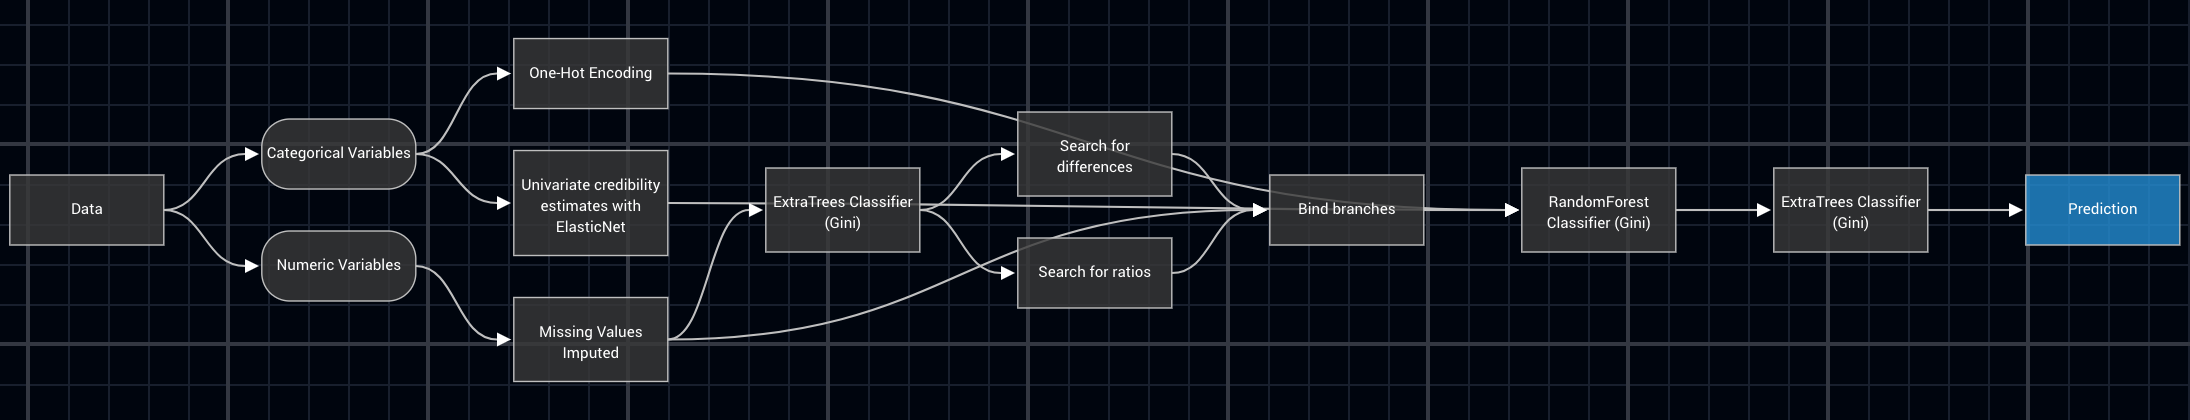 Data
Categorical Variables
Numeric Variables
One-Hot Encoding
Univariate credibility
estimates with
ElasticNet
Missing Values
Imputed
ExtraTrees Classifier
(Gini)
Search for
differences
Search for ratios
Bind branches
RandomForest
Classifier (Gini)
ExtraTrees Classifier
(Gini)
Prediction